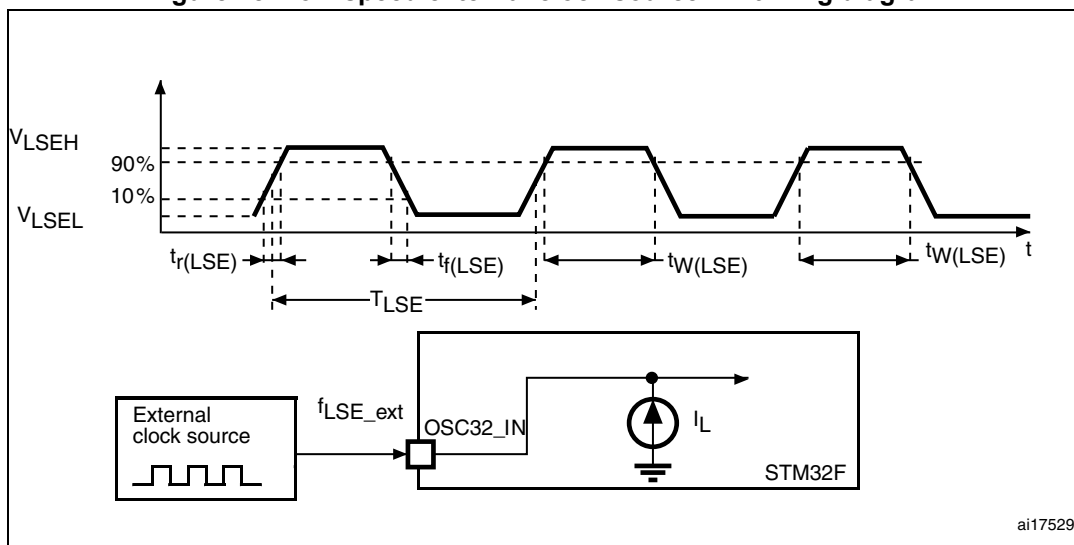 V_LSEH
90%
10%
V_LSEL
t_r(LSE)
t_f(LSE)
t_W(LSE)
t_W(LSE)
t
T_LSE
External
clock source
f_LSE_ext
OSC32_IN
I_L
STM32F
ai17529